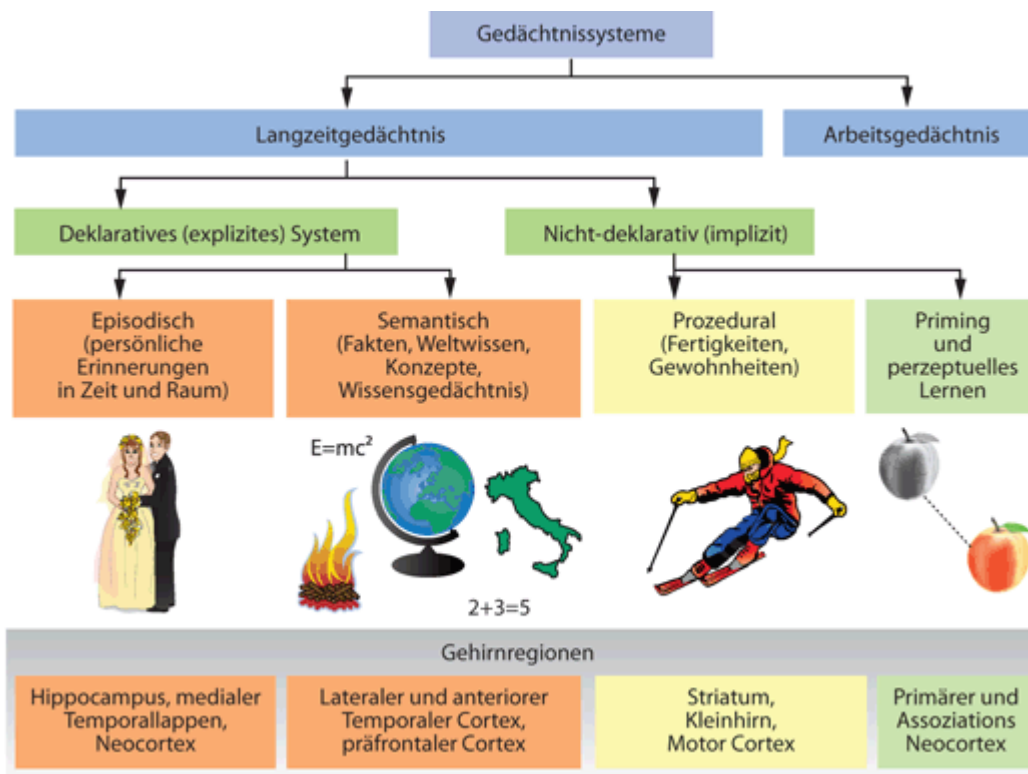 Gedächtnissysteme
Langzeitgedächtnis
Arbeitsgedächtnis
Deklaratives (explizites) System
Nicht-deklarativ (implizit)
Episodisch
(persönliche
Erinnerungen
in Zeit und Raum)
Semantisch
(Fakten, Weltwissen,
Konzepte,
Wissensgedächtnis)
Prozedural
(Fertigkeiten,
Gewohnheiten)
Priming
und
perzeptuelles
Lernen
E=mc²
2+3=5
Gehirnregionen
Hippocampus, medialer
Temporallappen,
Neocortex
Lateraler und anteriorer
Temporaler Cortex,
präfrontaler Cortex
Striatum,
Kleinhirn,
Motor Cortex
Primärer und
Assoziations
Neocortex